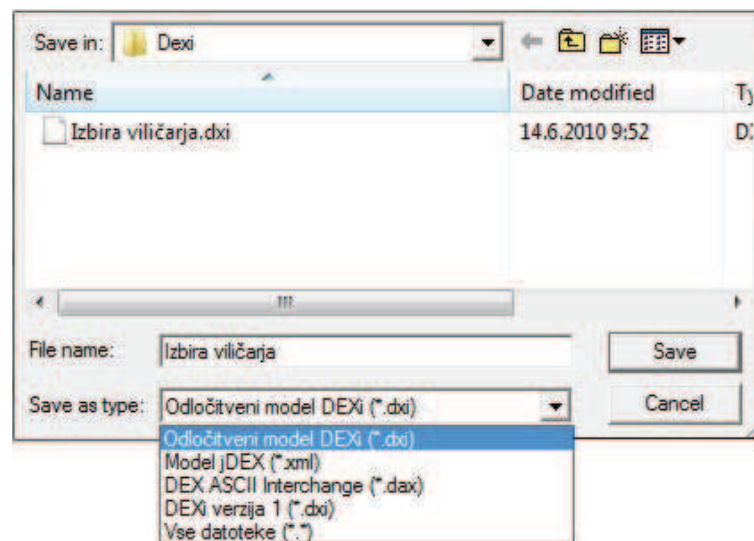 Save in: Dexi
Name Date modified
Izbira viličarja.dxi 14.6.2010 9:52
File name: Izbira viličarja Save
Save as type: Odločitveni model DEXi (*.dxi) Cancel
Odločitveni model DEXi (*.dxi)
Model jDEX (*.xml)
DEX ASCII Interchange (*.dax)
DEXi verzija 1 (*.dxi)
Vse datoteke (*.*)